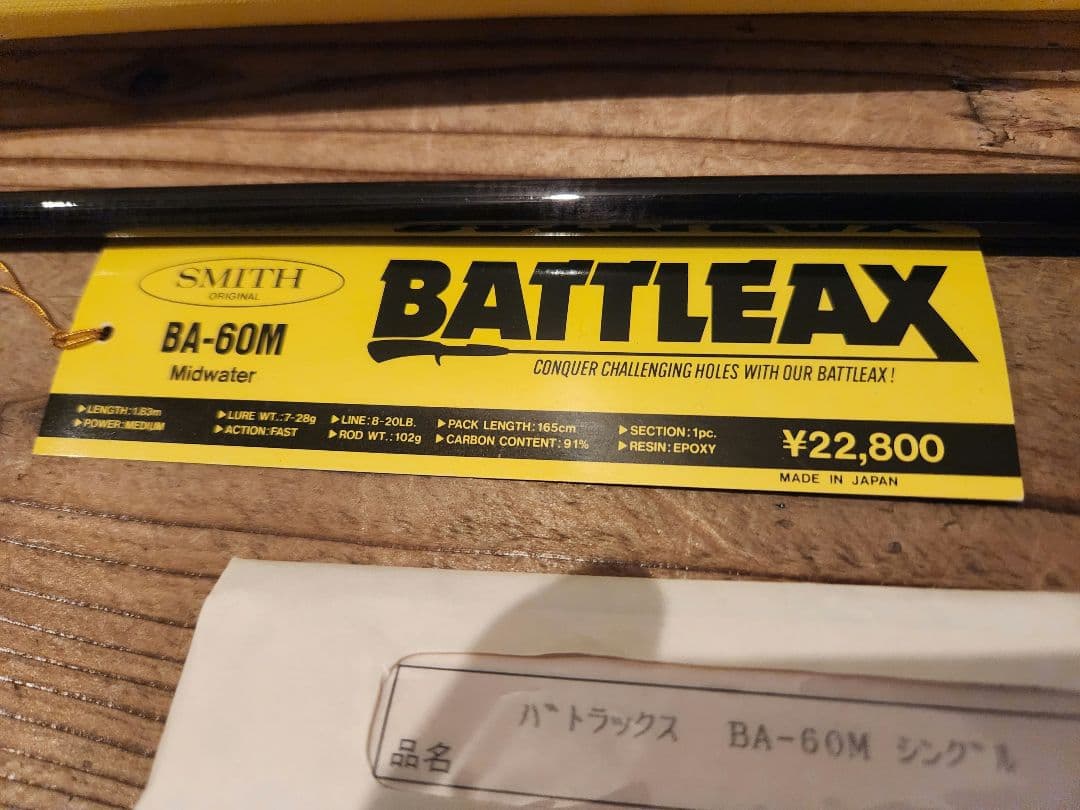 SMITH
ORIGINAL
BA-60M
Midwater
BATTLEAX
CONQUER CHALLENGING HOLES WITH OUR BATTLEAX!
▶LENGTH:1.83m ▶LURE WT.:7-28g ▶LINE:8-20LB. ▶PACK LENGTH:165cm ▶SECTION:1pc.
▶POWER:MEDIUM ▶ACTION:FAST ▶ROD WT.:102g ▶CARBON CONTENT:91% ▶RESIN:EPOXY
¥22,800
MADE IN JAPAN
品名 バトラックス BA-60M シングル